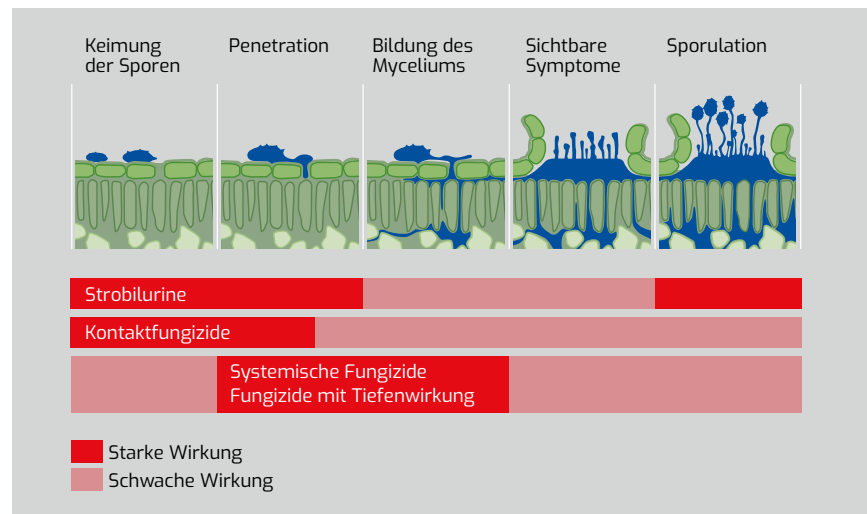 Keimung
der Sporen
Penetration
Bildung des
Myceliums
Sichtbare
Symptome
Sporulation
Strobilurine
Kontaktfungizide
Systemische Fungizide
Fungizide mit Tiefenwirkung
Starke Wirkung
Schwache Wirkung